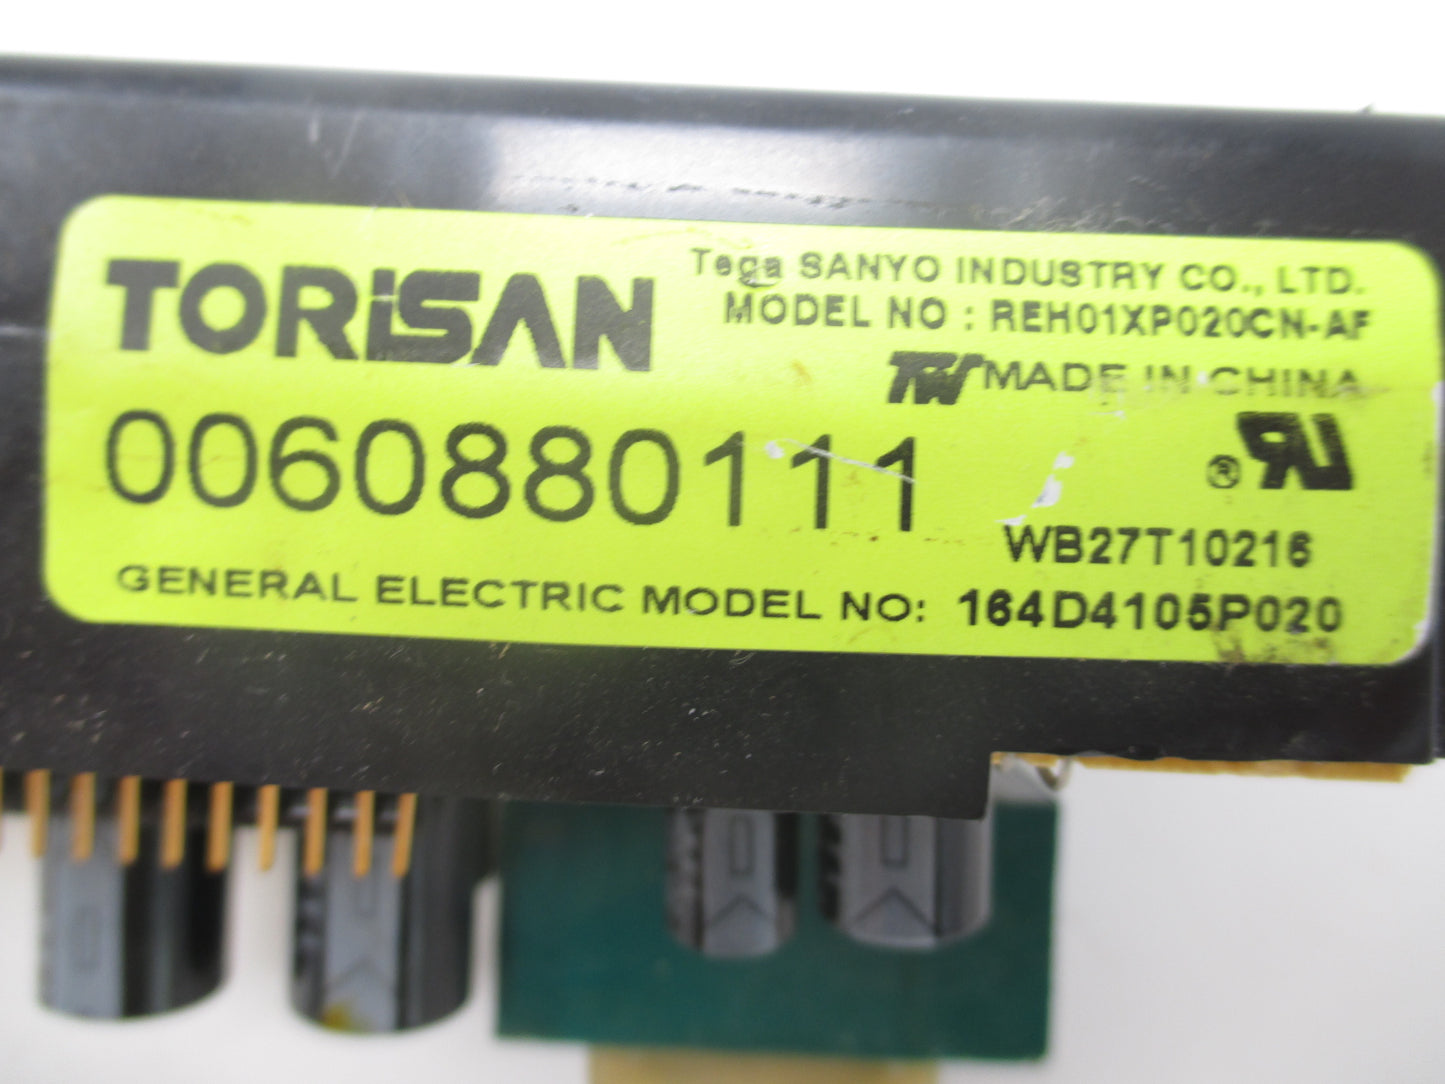 TORiSAN
Tega SANYO INDUSTRY CO., LTD.
MODEL NO : REH01XP020CN-AF
MADE IN CHINA
0060880111
®
WB27T10216
GENERAL ELECTRIC MODEL NO: 164D4105P020